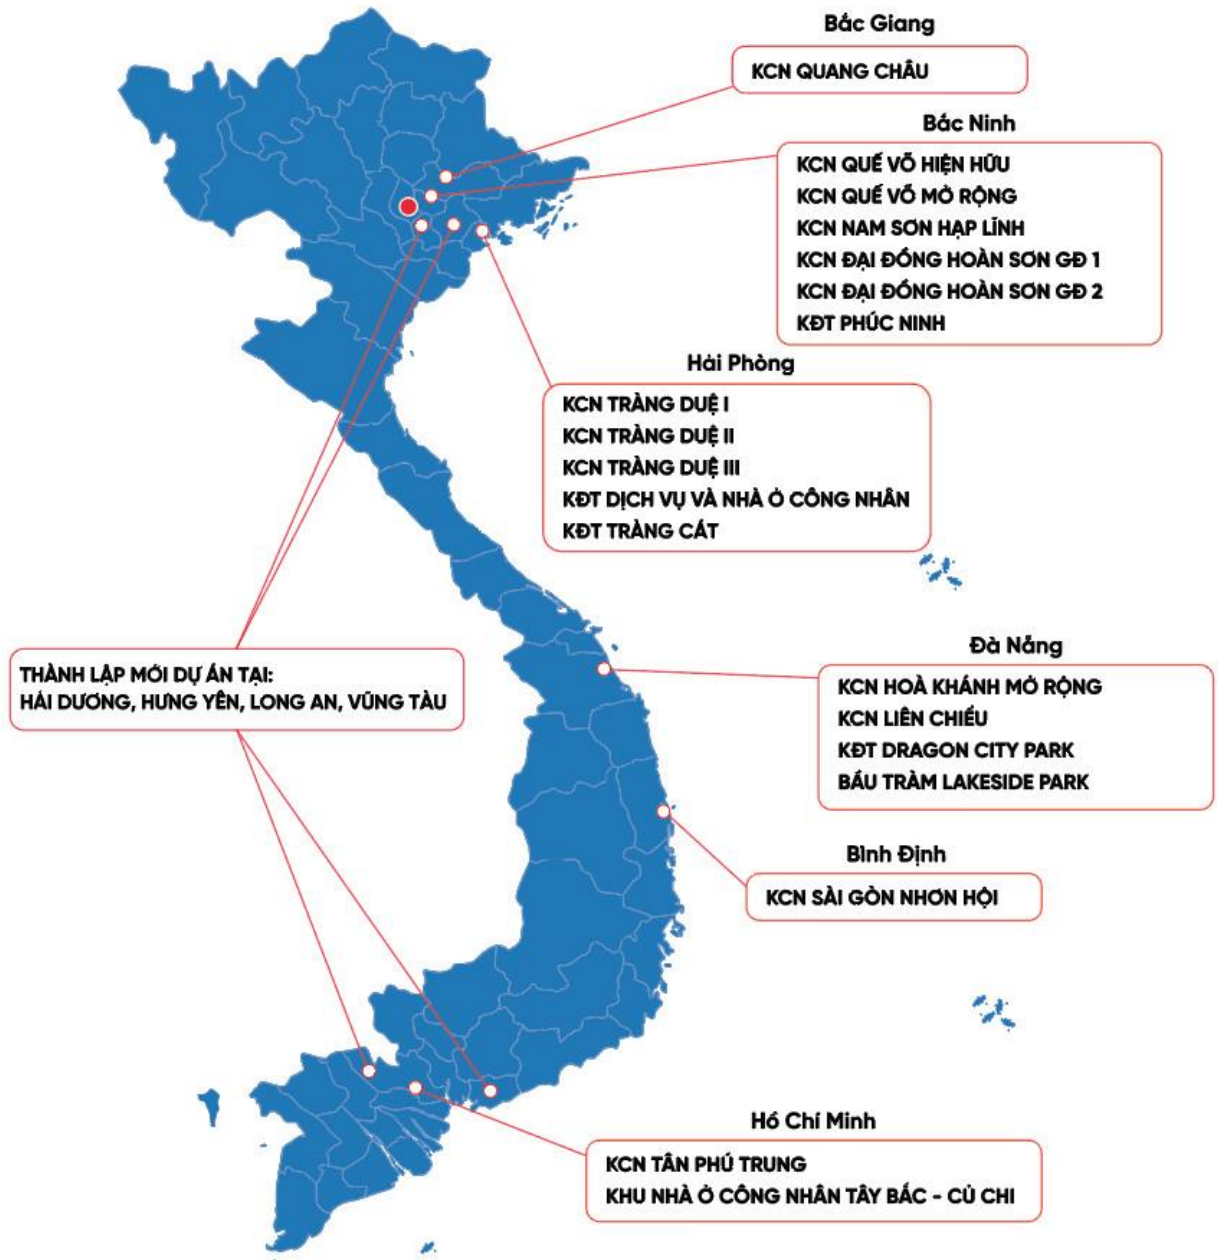 Bắc Giang
KCN QUANG CHÂU
Bắc Ninh
KCN QUẾ VÕ HIỆN HỮU
KCN QUẾ VÕ MỞ RỘNG
KCN NAM SƠN HẠP LĨNH
KCN ĐẠI ĐỒNG HOÀN SƠN GĐ 1
KCN ĐẠI ĐỒNG HOÀN SƠN GĐ 2
KĐT PHÚC NINH
Hải Phòng
KCN TRÀNG DUỆ I
KCN TRÀNG DUỆ II
KCN TRÀNG DUỆ III
KĐT DỊCH VỤ VÀ NHÀ Ở CÔNG NHÂN
KĐT TRÀNG CÁT
THÀNH LẬP MỚI DỰ ÁN TẠI:
HẢI DƯƠNG, HƯNG YÊN, LONG AN, VŨNG TÀU
Đà Nẵng
KCN HOÀ KHÁNH MỞ RỘNG
KCN LIÊN CHIỂU
KĐT DRAGON CITY PARK
BÀU TRÀM LAKESIDE PARK
Bình Định
KCN SÀI GÒN NHƠN HỘI
Hồ Chí Minh
KCN TÂN PHÚ TRUNG
KHU NHÀ Ở CÔNG NHÂN TÂY BẮC - CỦ CHI